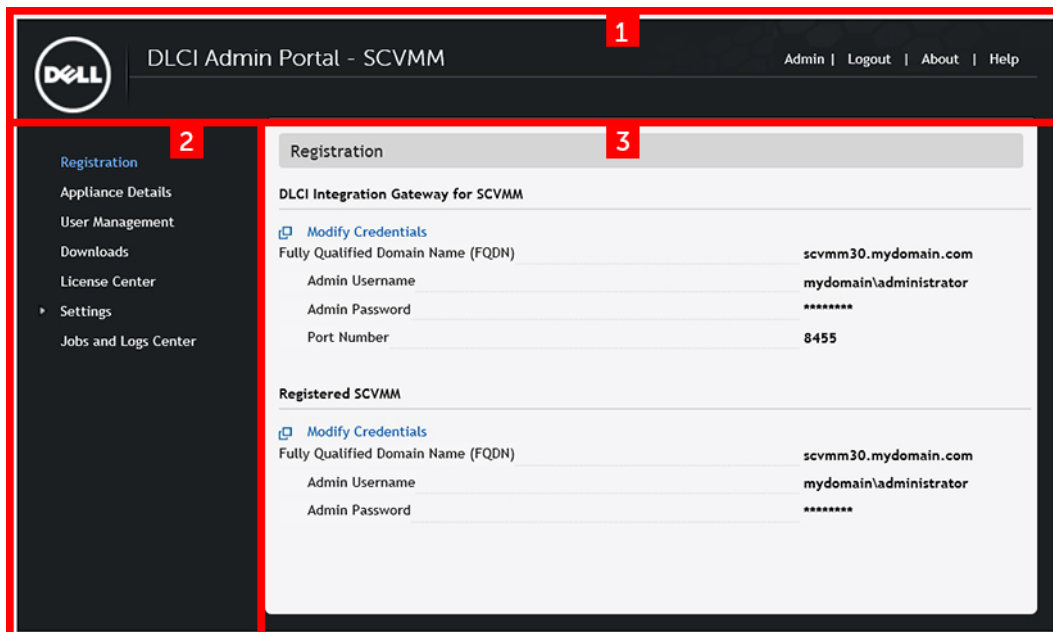 1
DELL
DLCI Admin Portal - SCVMM
Admin | Logout | About | Help
2
Registration
Appliance Details
User Management
Downloads
License Center
Settings
Jobs and Logs Center
3
Registration
DLCI Integration Gateway for SCVMM
Modify Credentials
Fully Qualified Domain Name (FQDN) scvmm30.mydomain.com
Admin Username mydomain\administrator
Admin Password ********
Port Number 8455
Registered SCVMM
Modify Credentials
Fully Qualified Domain Name (FQDN) scvmm30.mydomain.com
Admin Username mydomain\administrator
Admin Password ********